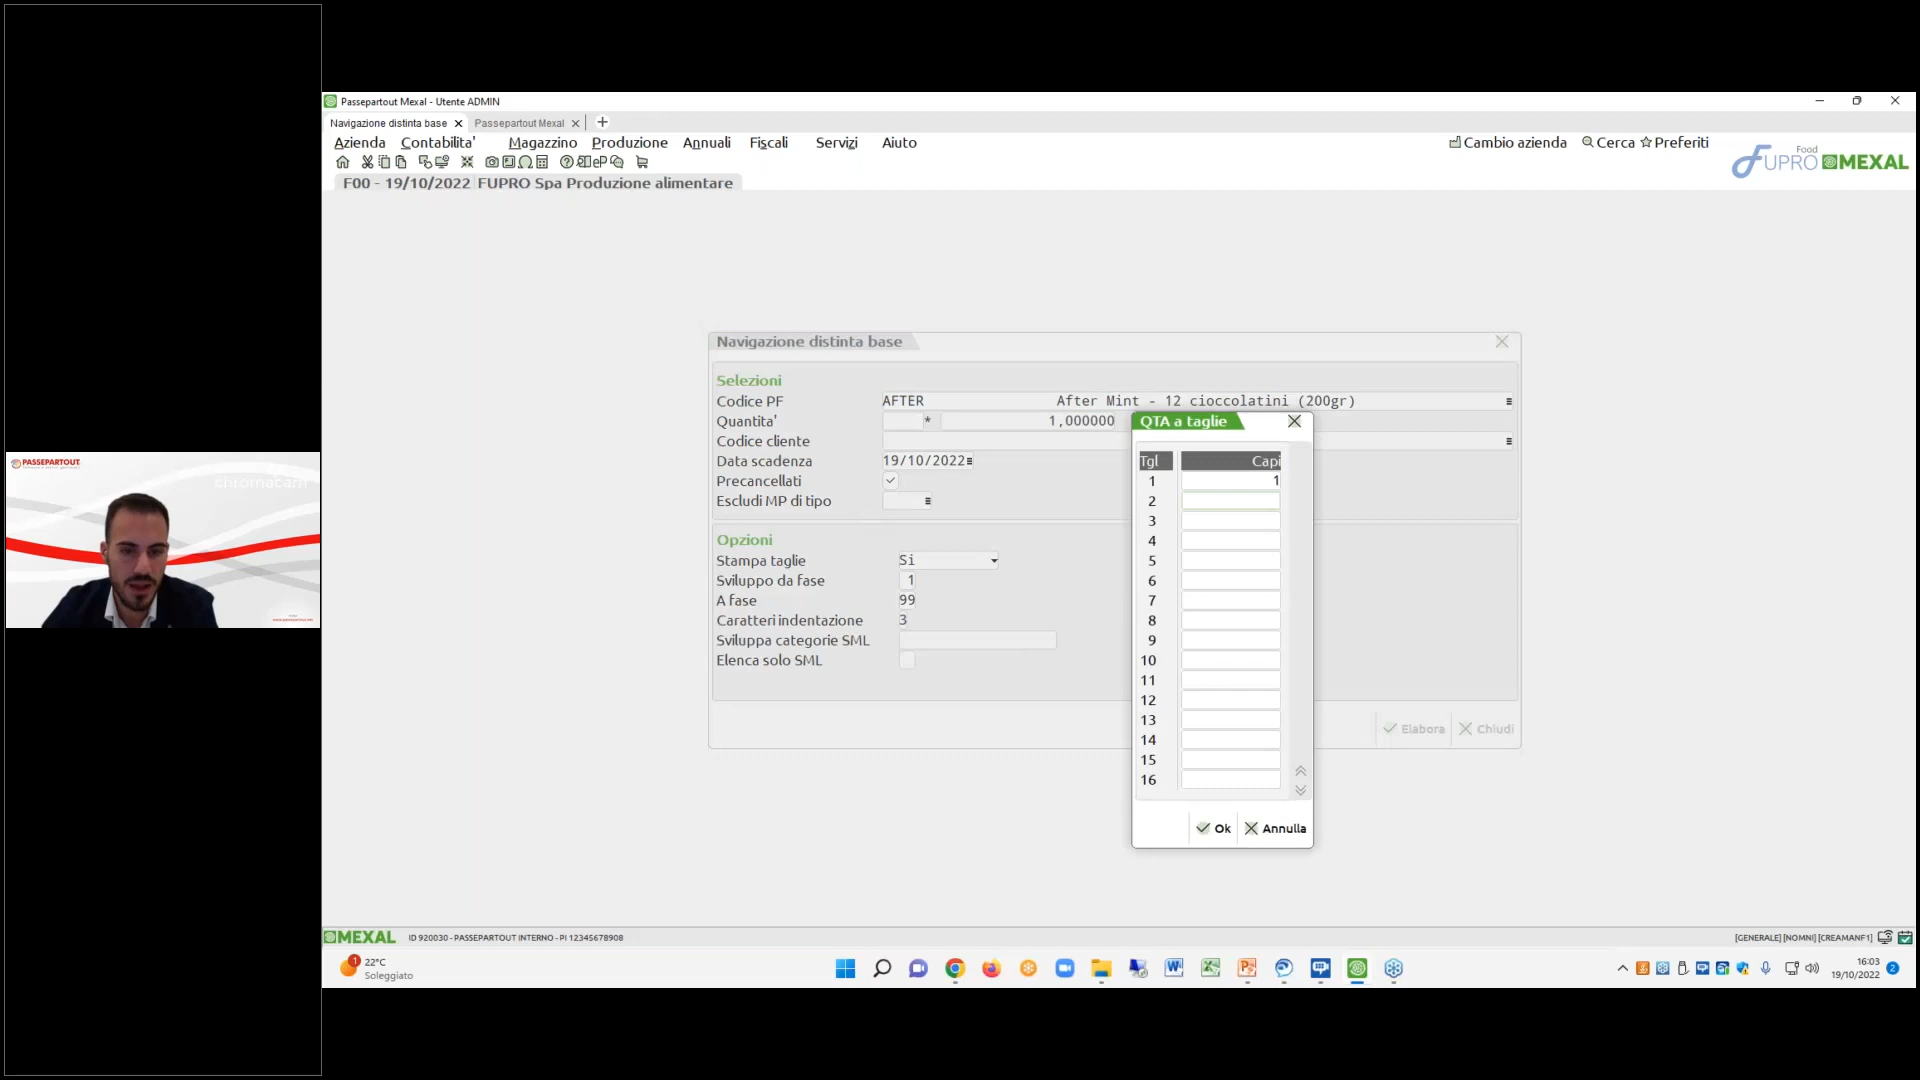 Passepartout Mexal - Utente ADMIN
Navigazione distinta base
Passepartout Mexal
Azienda Contabilita' Magazzino Produzione Annuali Fiscali Servizi Aiuto
Cambio azienda Cerca Preferiti
Food
FUPRO MEXAL
F00 - 19/10/2022 FUPRO Spa Produzione alimentare
Navigazione distinta base
Selezioni
Codice PF AFTER After Mint - 12 cioccolatini (200gr)
Quantita' * 1,000000
Codice cliente
Data scadenza 19/10/2022
Precancellati
Escludi MP di tipo
Opzioni
Stampa taglie Si
Sviluppo da fase 1
A fase 99
Caratteri indentazione 3
Sviluppa categorie SML
Elenca solo SML
Elabora Chiudi
QTA a taglie
Tgl Capi
1 1
2
3
4
5
6
7
8
9
10
11
12
13
14
15
16
Ok Annulla
PASSEPARTOUT
chromacam
MEXAL ID 920030 - PASSEPARTOUT INTERNO - PI 12345678908
[GENERALE] [NOMNI] [CREAMANF1]
1
22°C
Soleggiato
16:03
19/10/2022
2